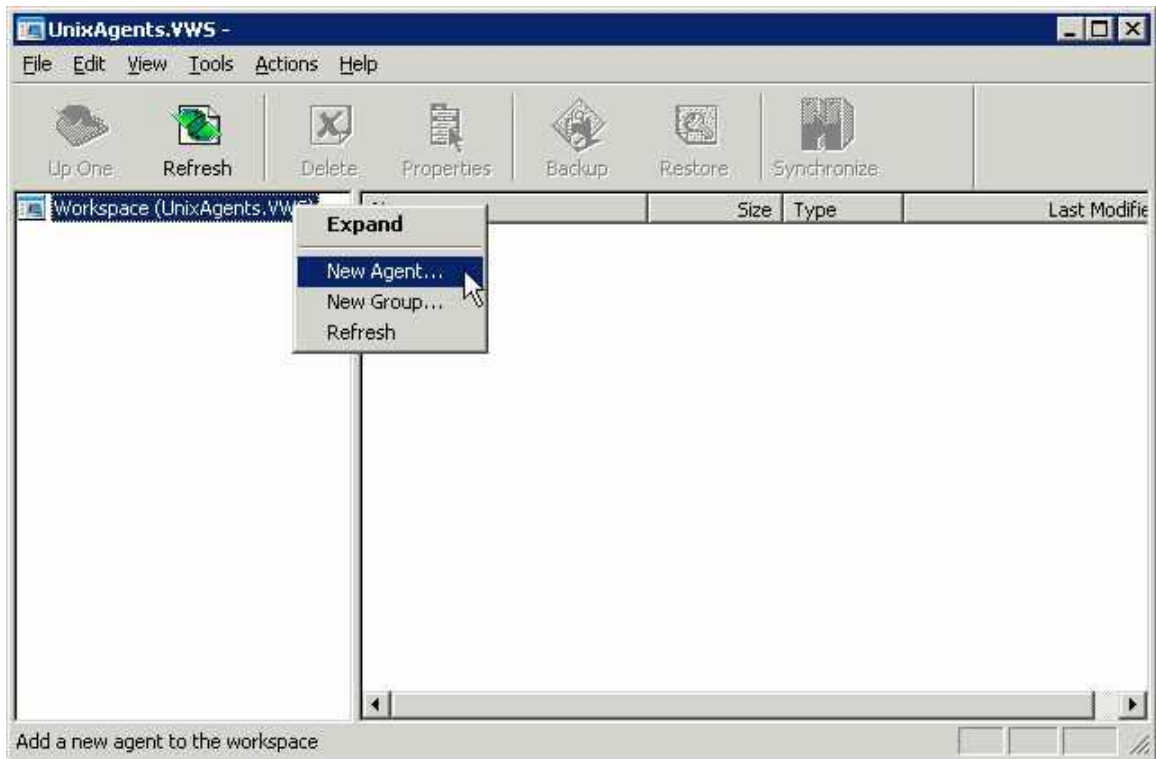 UnixAgents.VWS -
File Edit View Tools Actions Help
Up One Refresh Delete Properties Backup Restore Synchronize
Workspace (UnixAgents.VWS)
Size Type Last Modifie
Expand
New Agent...
New Group...
Refresh
Add a new agent to the workspace